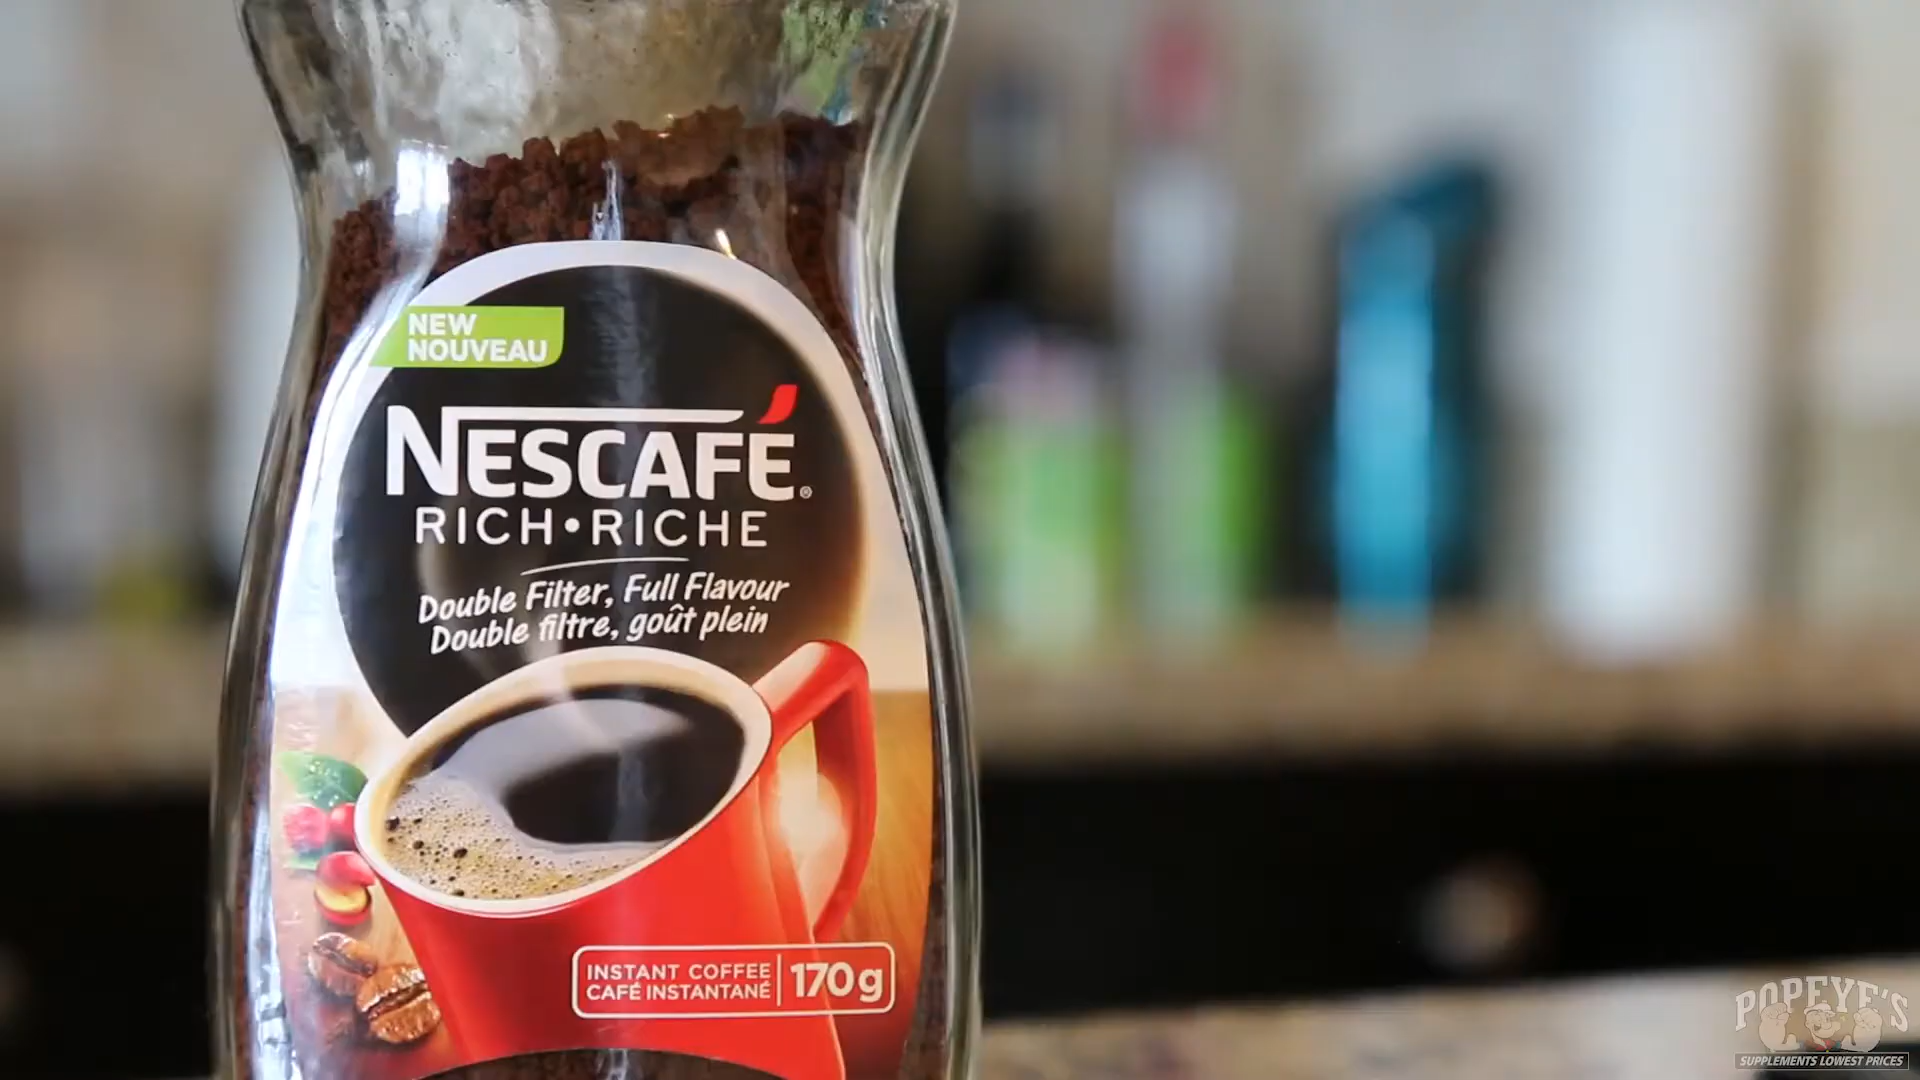 NEW
NOUVEAU
NESCAFÉ®
RICH•RICHE
Double Filter, Full Flavour
Double filtre, goût plein
INSTANT COFFEE
CAFÉ INSTANTANÉ
170g
POPEYE'S
SUPPLEMENTS LOWEST PRICES